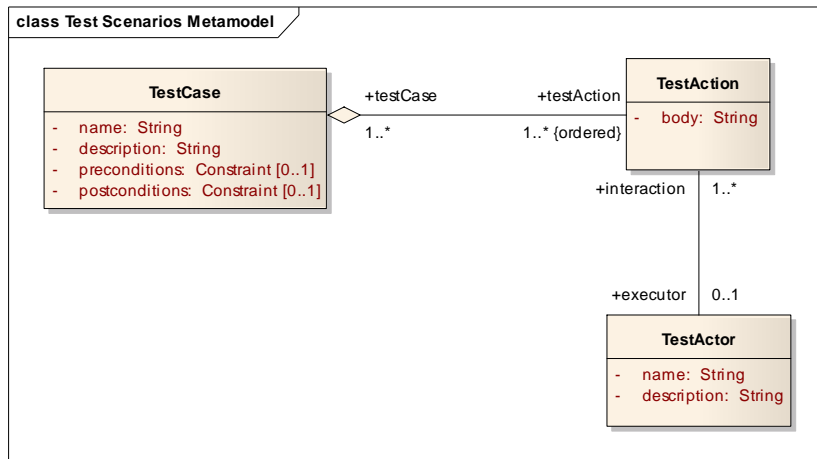 class Test Scenarios Metamodel
TestCase
- name: String
- description: String
- preconditions: Constraint [0..1]
- postconditions: Constraint [0..1]
+testCase
1..*
+testAction
1..* {ordered}
TestAction
- body: String
+interaction
1..*
+executor
0..1
TestActor
- name: String
- description: String